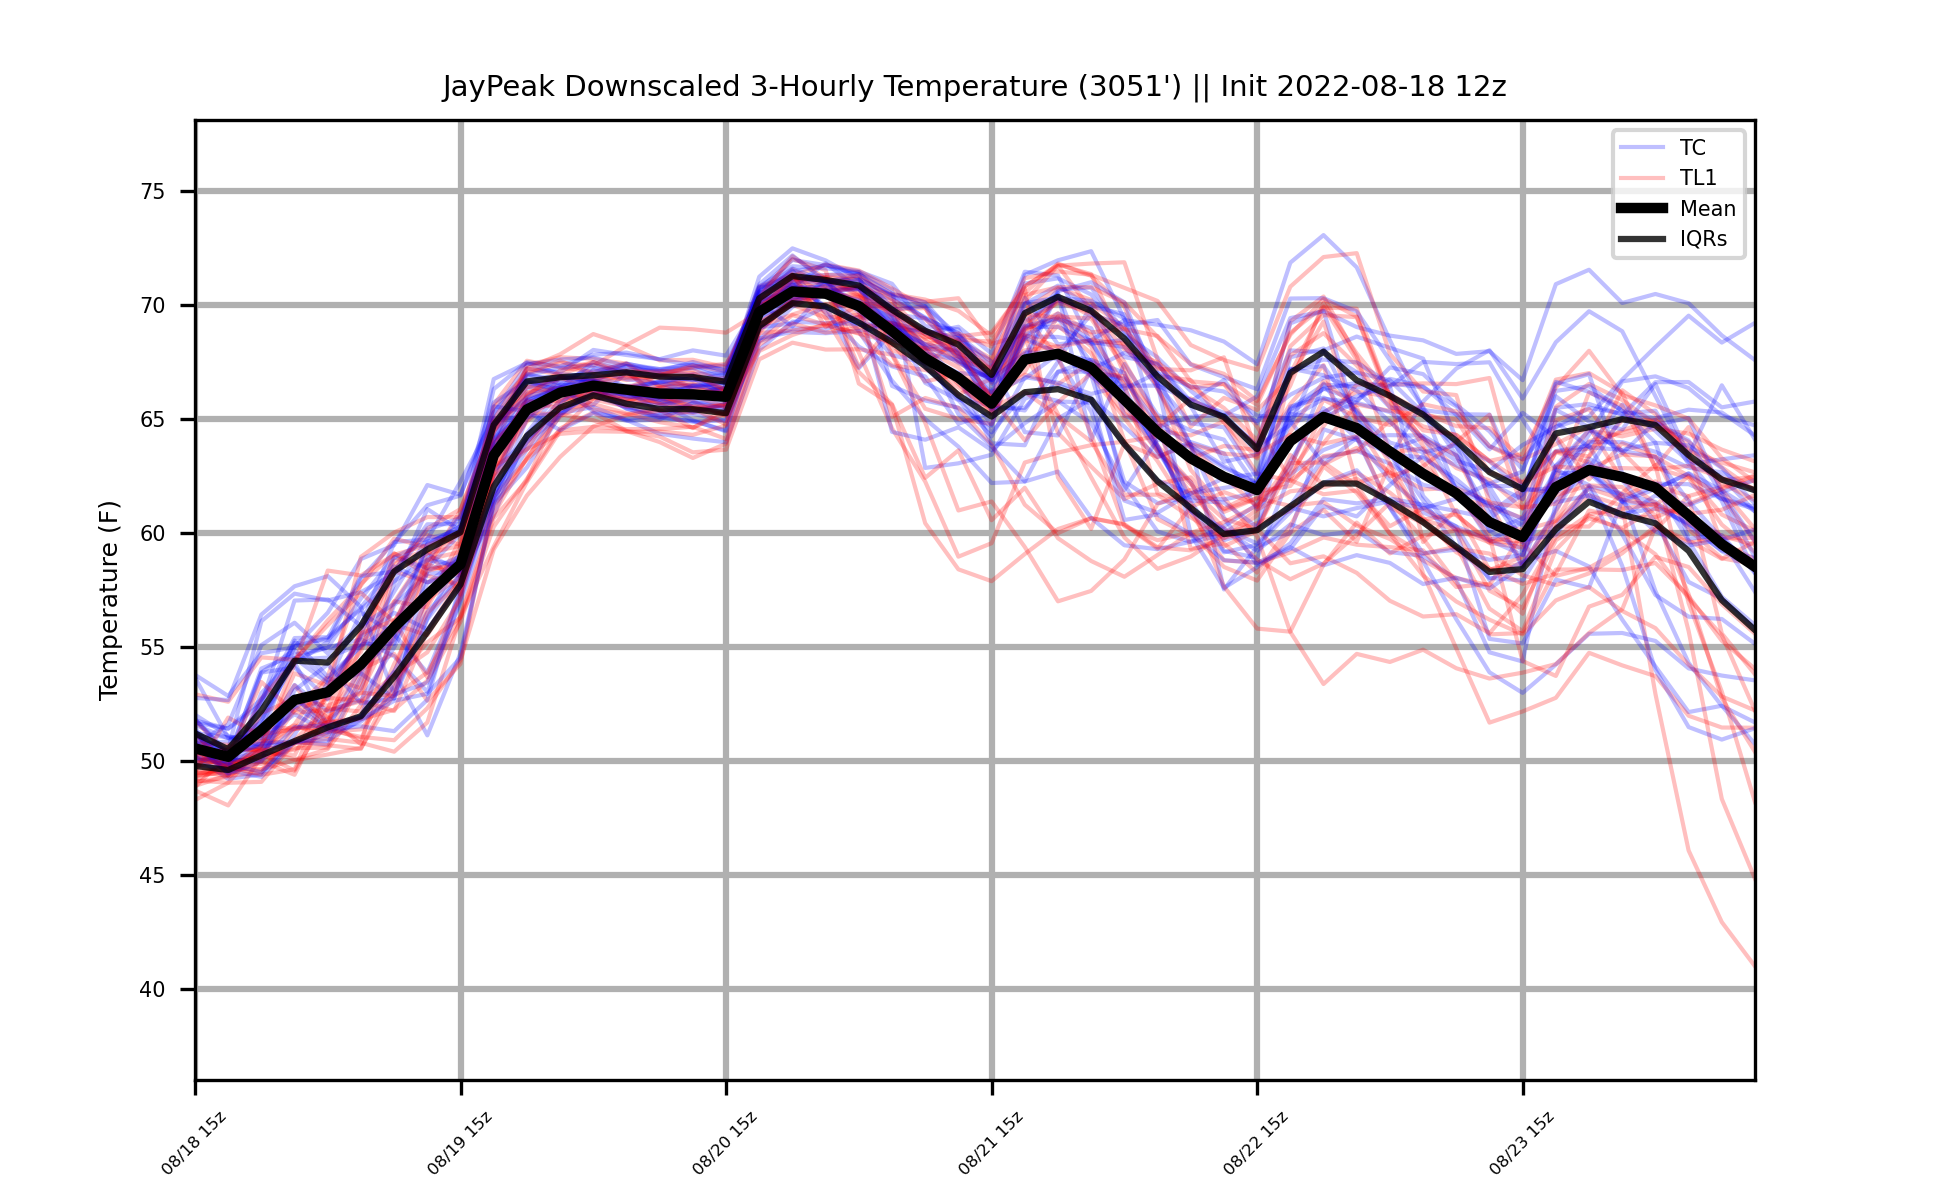 JayPeak Downscaled 3-Hourly Temperature (3051') || Init 2022-08-18 12z
TC
TL1
Mean
IQRs
Temperature (F)
75
70
65
60
55
50
45
40
08/18 15z
08/19 15z
08/20 15z
08/21 15z
08/22 15z
08/23 15z